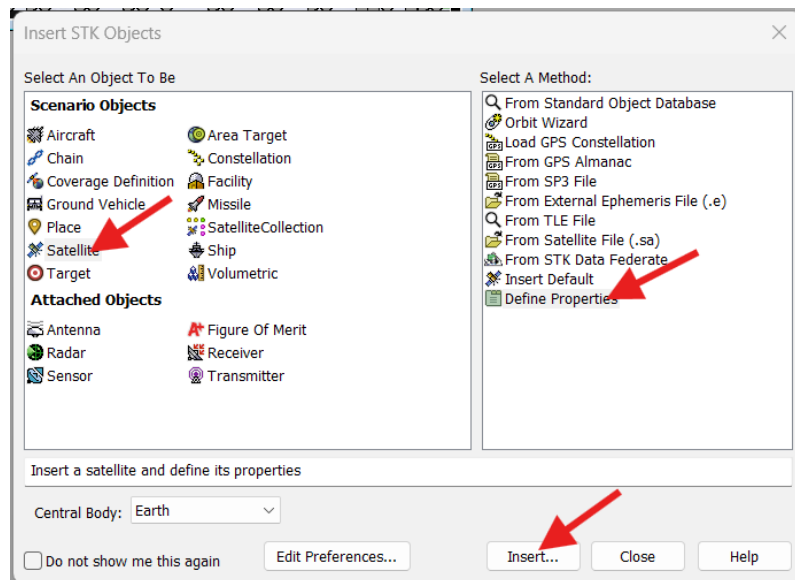 Insert STK Objects
Select An Object To Be
Select A Method:
Scenario Objects
Aircraft
Area Target
Chain
Constellation
Coverage Definition
Facility
Ground Vehicle
Missile
Place
SatelliteCollection
Satellite
Ship
Target
Volumetric
Attached Objects
Antenna
Figure Of Merit
Radar
Receiver
Sensor
Transmitter
From Standard Object Database
Orbit Wizard
GPS Load GPS Constellation
GPS From GPS Almanac
GPS From SP3 File
From External Ephemeris File (.e)
From TLE File
From Satellite File (.sa)
From STK Data Federate
Insert Default
Define Properties
Insert a satellite and define its properties
Central Body: Earth
Do not show me this again
Edit Preferences...
Insert...
Close
Help